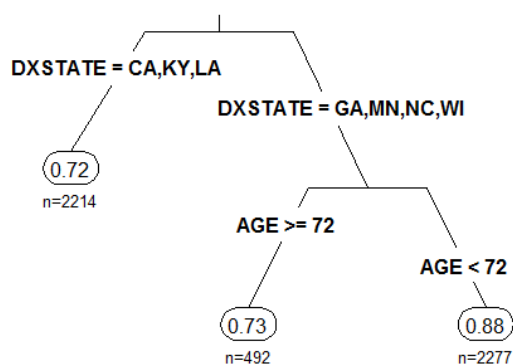 DXSTATE = CA,KY,LA
DXSTATE = GA,MN,NC,WI
0.72
n=2214
AGE >= 72
AGE < 72
0.73
0.88
n=492
n=2277